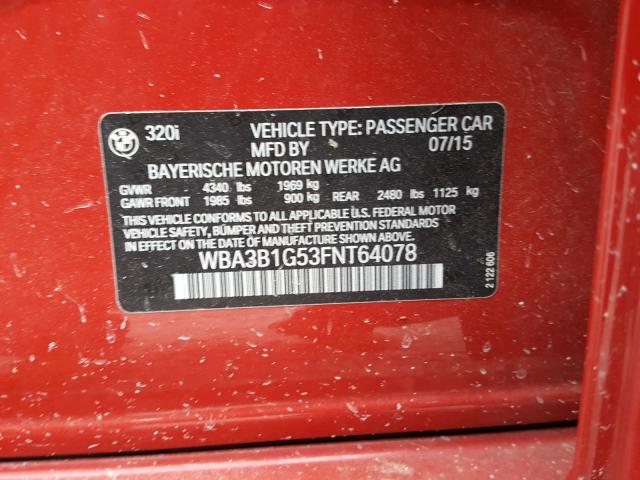 320i VEHICLE TYPE: PASSENGER CAR
MFD BY 07/15
BAYERISCHE MOTOREN WERKE AG
GVWR 4340 lbs 1969 kg
GAWR FRONT 1985 lbs 900 kg REAR 2480 lbs 1125 kg
THIS VEHICLE CONFORMS TO ALL APPLICABLE U.S. FEDERAL MOTOR
VEHICLE SAFETY, BUMPER AND THEFT PREVENTION STANDARDS
IN EFFECT ON THE DATE OF MANUFACTURE SHOWN ABOVE.
WBA3B1G53FNT64078
2 122 606